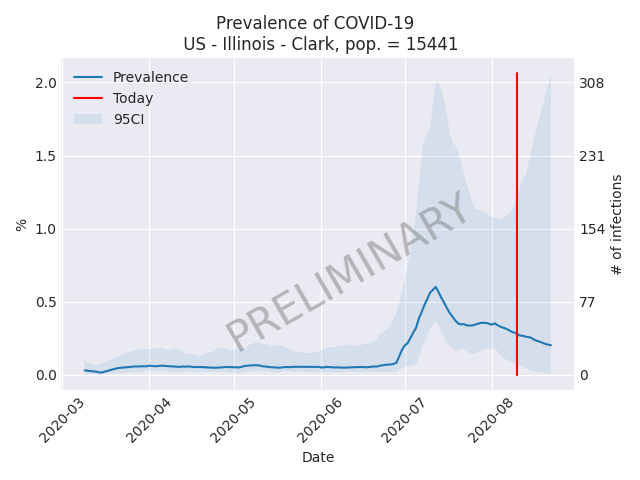 Prevalence of COVID-19
US - Illinois - Clark, pop. = 15441
Prevalence
Today
95CI
PRELIMINARY
%
2.0
1.5
1.0
0.5
0.0
308
231
154
77
0
# of infections
2020-03
2020-04
2020-05
2020-06
2020-07
2020-08
Date